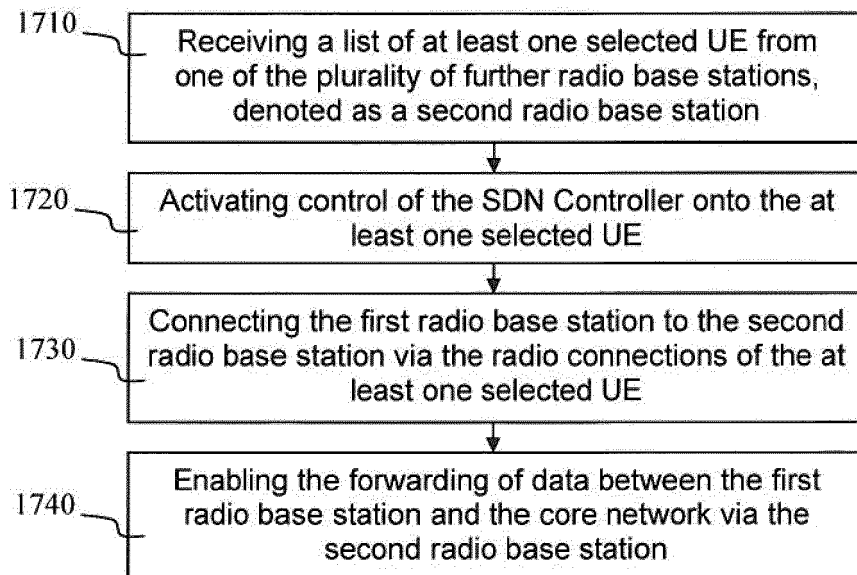 1710
Receiving a list of at least one selected UE from
one of the plurality of further radio base stations,
denoted as a second radio base station
1720
Activating control of the SDN Controller onto the at
least one selected UE
1730
Connecting the first radio base station to the second
radio base station via the radio connections of the at
least one selected UE
1740
Enabling the forwarding of data between the first
radio base station and the core network via the
second radio base station